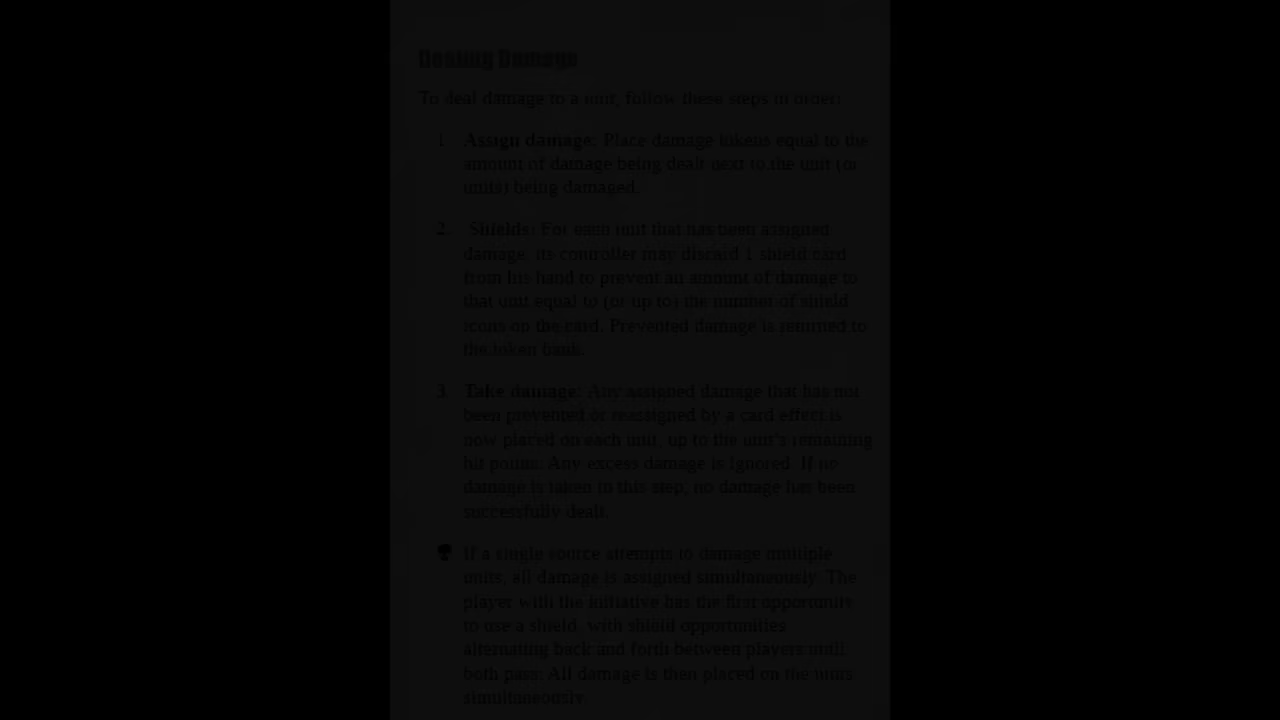 Dealing Damage
To deal damage to a unit, follow these steps in order:
1. Assign damage: Place damage tokens equal to the
amount of damage being dealt next to the unit (or
units) being damaged.
2. Shields: For each unit that has been assigned
damage, its controller may discard 1 shield card
from his hand to prevent an amount of damage to
that unit equal to (or up to) the number of shield
icons on the card. Prevented damage is returned to
the token bank.
3. Take damage: Any assigned damage that has not
been prevented or reassigned by a card effect is
now placed on each unit, up to the unit's remaining
hit points. Any excess damage is ignored. If no
damage is taken in this step, no damage has been
successfully dealt.
If a single source attempts to damage multiple
units, all damage is assigned simultaneously. The
player with the initiative has the first opportunity
to use a shield, with shield opportunities
alternating back and forth between players until
both pass. All damage is then placed on the units
simultaneously.